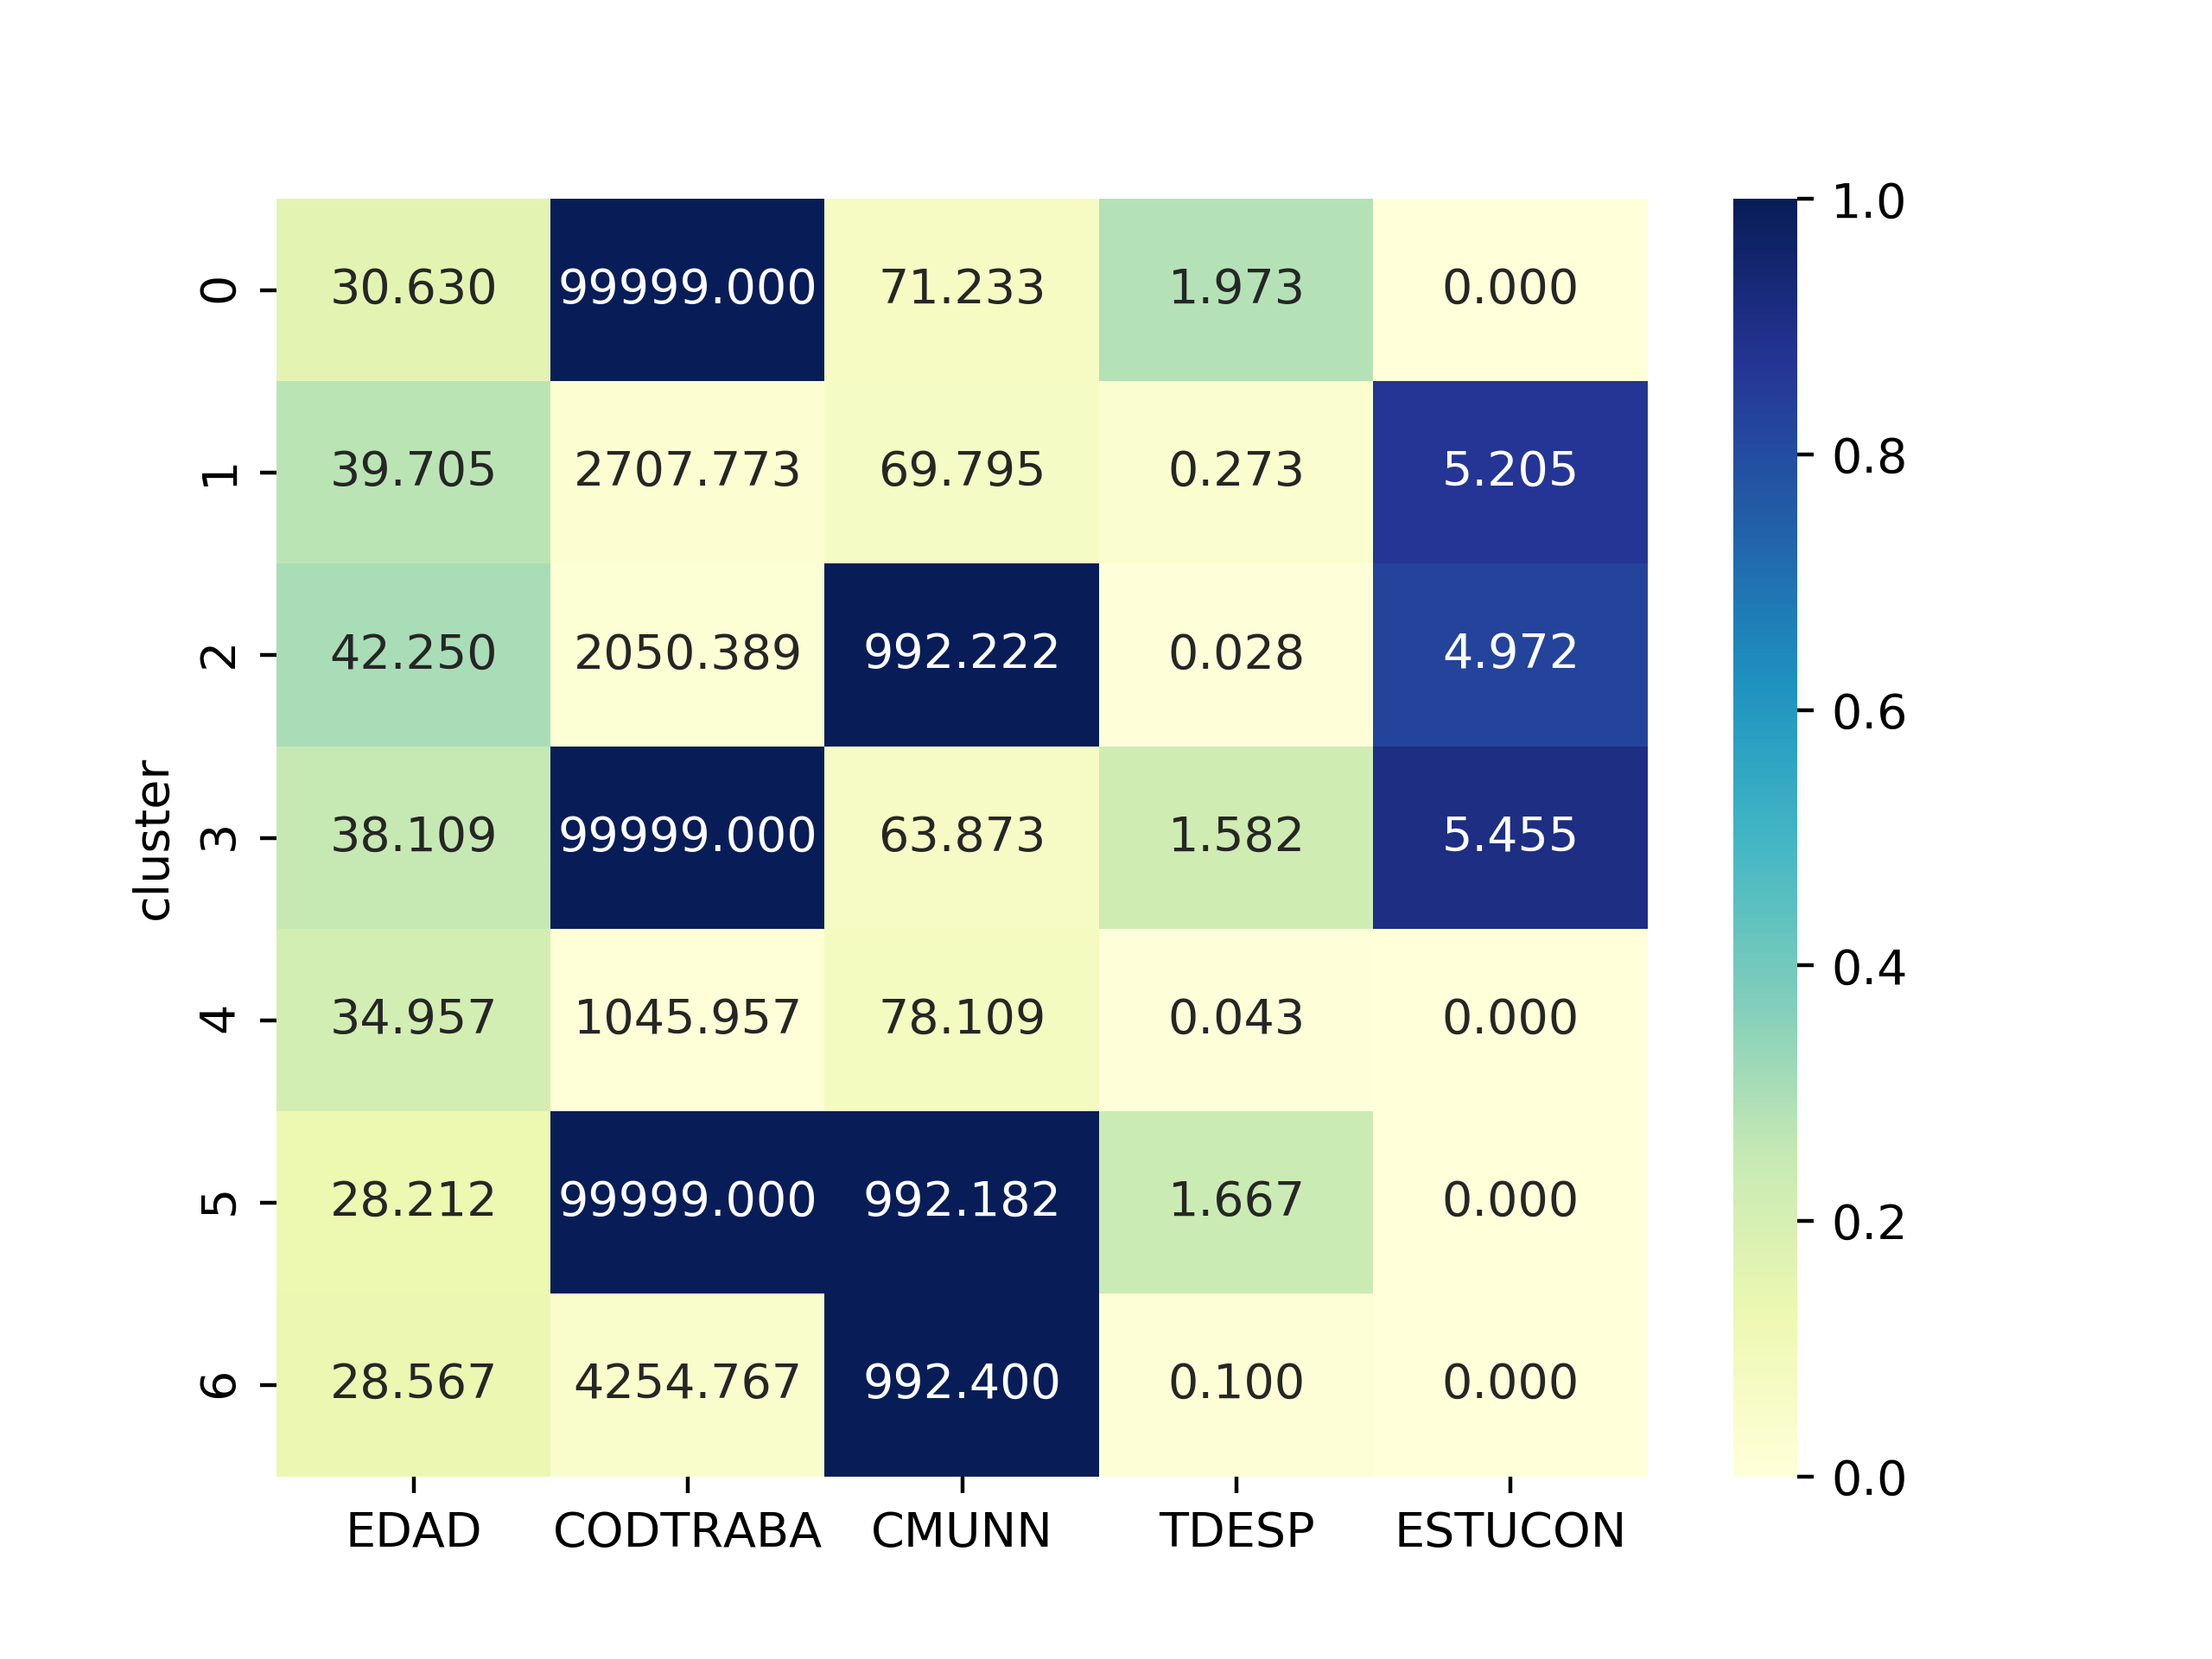 cluster
0 30.630 99999.000 71.233 1.973 0.000
1 39.705 2707.773 69.795 0.273 5.205
2 42.250 2050.389 992.222 0.028 4.972
3 38.109 99999.000 63.873 1.582 5.455
4 34.957 1045.957 78.109 0.043 0.000
5 28.212 99999.000 992.182 1.667 0.000
6 28.567 4254.767 992.400 0.100 0.000
EDAD CODTRABA CMUNN TDESP ESTUCON
1.0
0.8
0.6
0.4
0.2
0.0